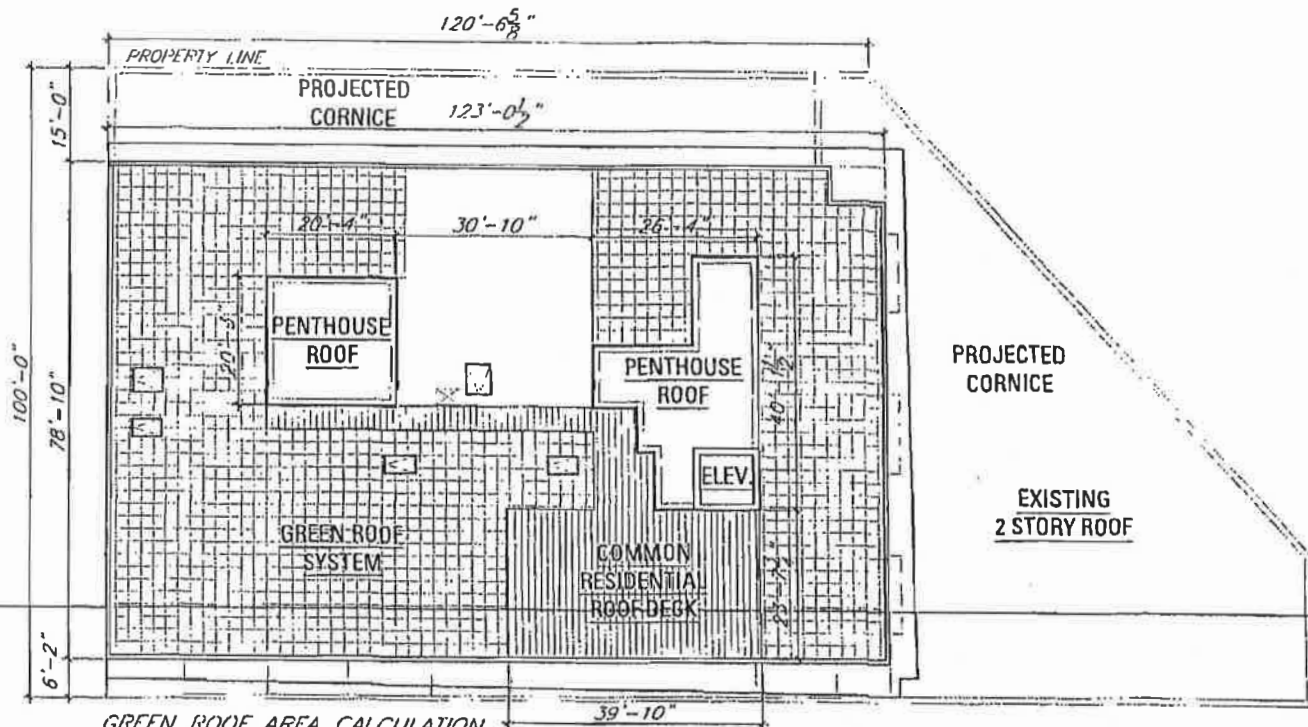 120'-6 5/8"
PROPERTY LINE
PROJECTED
CORNICE
123'-0 1/2"
15'-0"
20'-4"
30'-10"
26'-4"
PENTHOUSE
ROOF
PENTHOUSE
ROOF
PROJECTED
CORNICE
100'-0"
78'-10"
ELEV.
EXISTING
2 STORY ROOF
GREEN ROOF
SYSTEM
COMMON
RESIDENTIAL
ROOF DECK
6'-2"
39'-10"
GREEN ROOF AREA CALCULATION